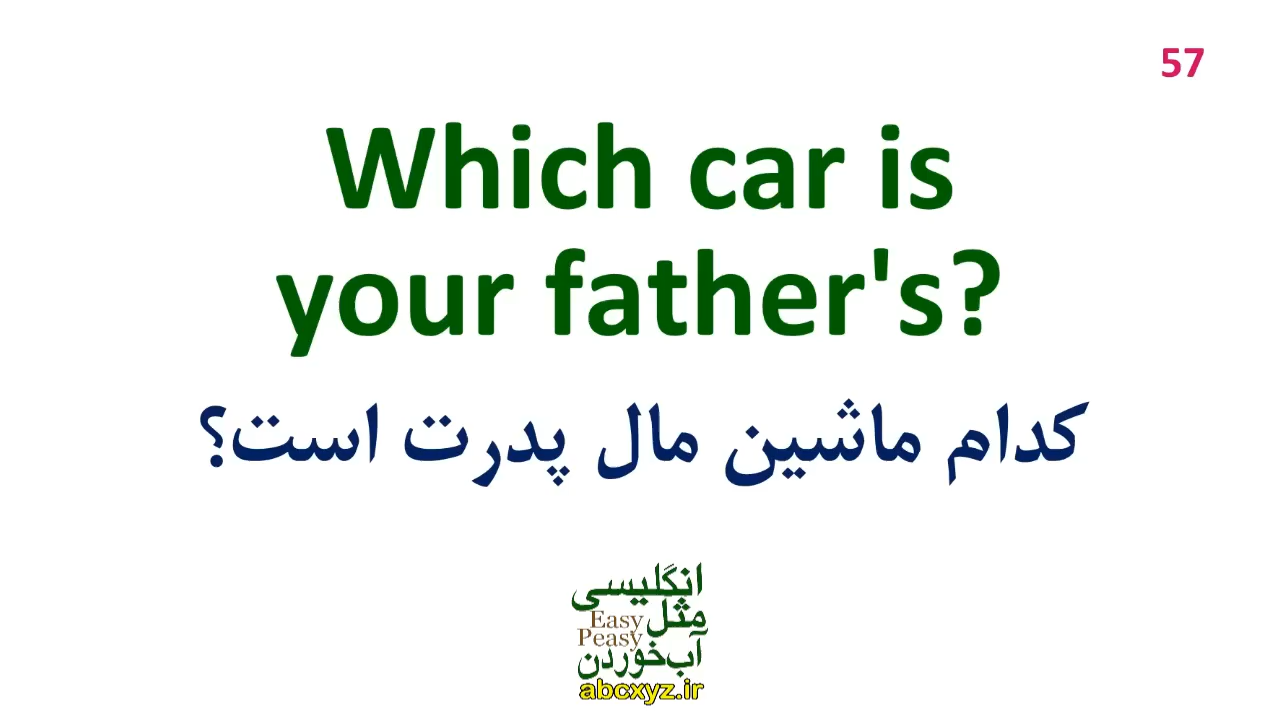 57
Which car is
your father's?
کدام ماشین مال پدرت است؟
انگلیسی
مثل
Easy
Peasy
آب‌خوردن
abcxyz.ir